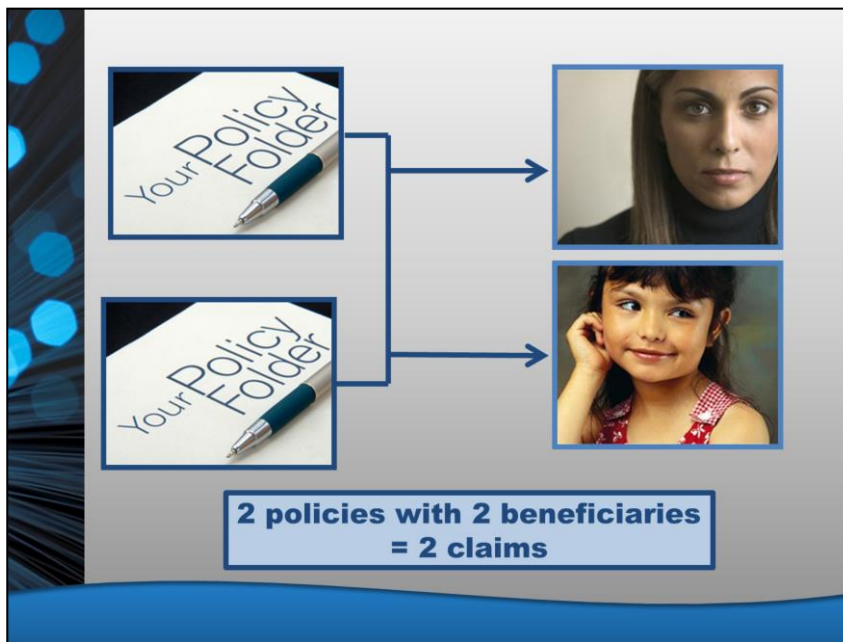 Your Policy
Folder
Your Policy
Folder
2 policies with 2 beneficiaries
= 2 claims